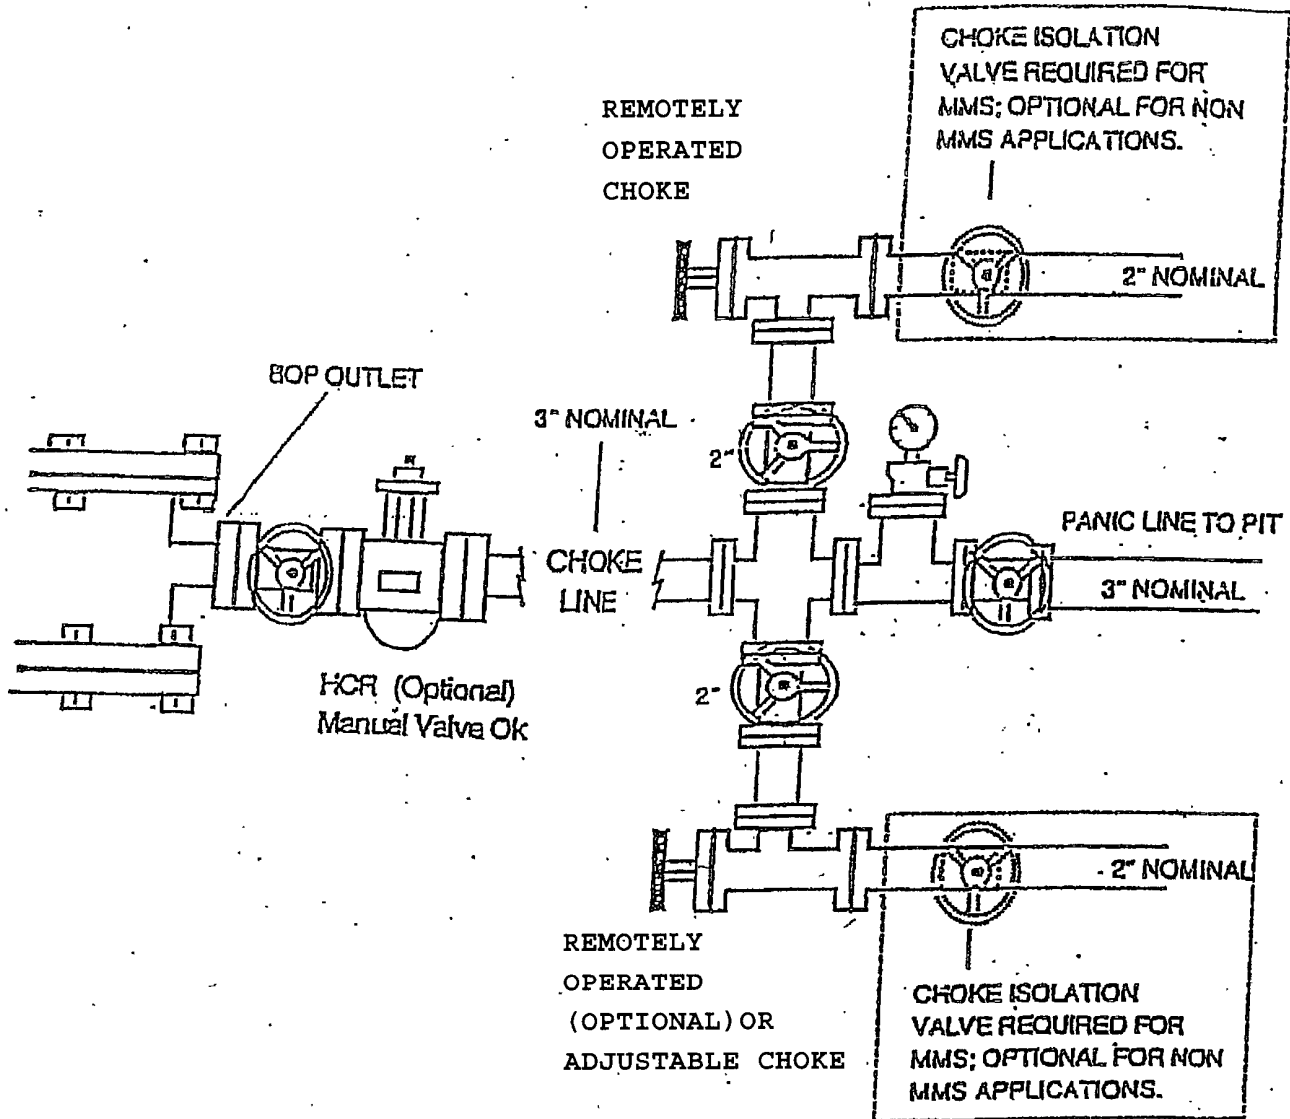 CHOKE ISOLATION
VALVE REQUIRED FOR
MMS; OPTIONAL FOR NON
MMS APPLICATIONS.
REMOTELY
OPERATED
CHOKE
2" NOMINAL
BOP OUTLET
3" NOMINAL
2"
PANIC LINE TO PIT
CHOKE
LINE
3" NOMINAL
HCR (Optional)
Manual Valve Ok
2"
2" NOMINAL
REMOTELY
OPERATED
(OPTIONAL) OR
ADJUSTABLE CHOKE
CHOKE ISOLATION
VALVE REQUIRED FOR
MMS; OPTIONAL FOR NON
MMS APPLICATIONS.